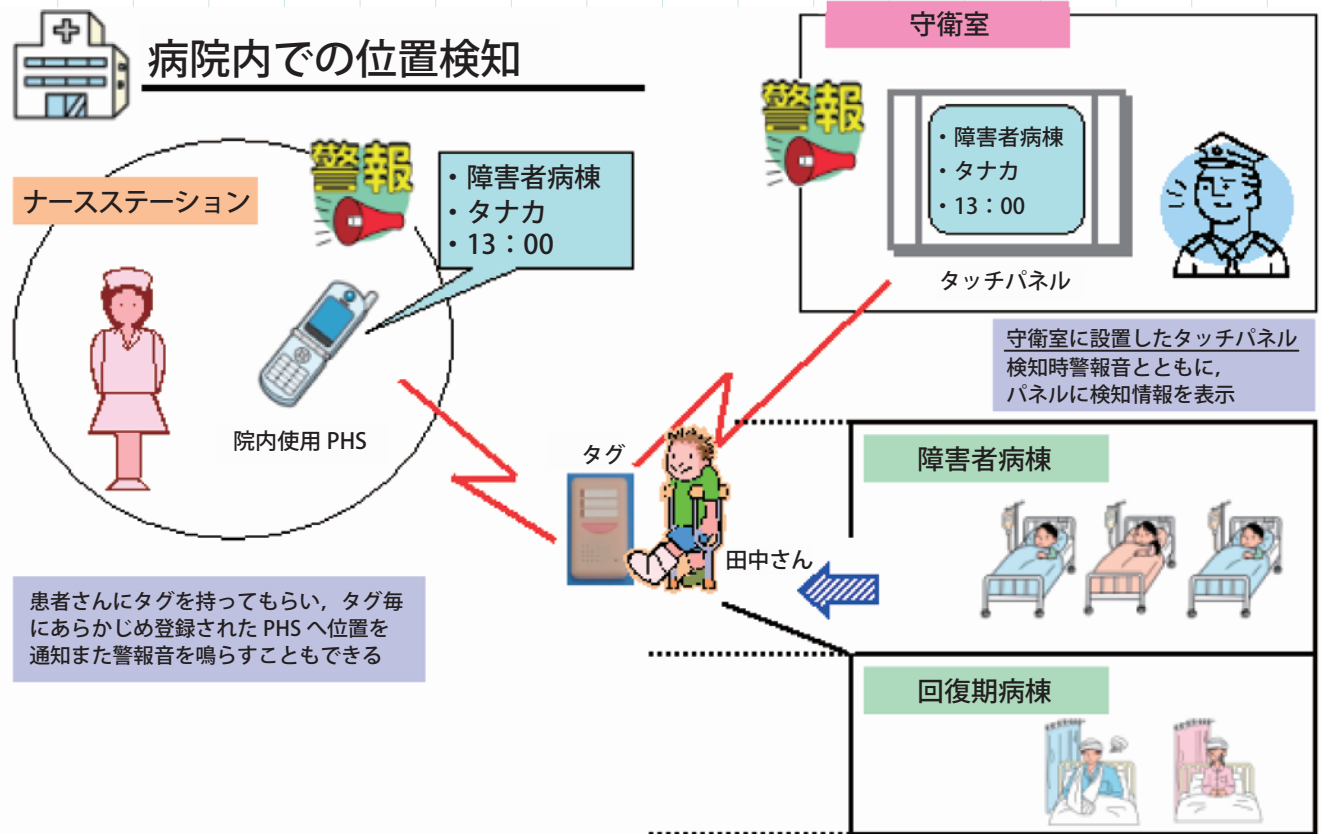 病院内での位置検知
守衛室
警報
・障害者病棟
・タナカ
・13：00
タッチパネル
守衛室に設置したタッチパネル
検知時警報音とともに，
パネルに検知情報を表示
ナースステーション
警報
・障害者病棟
・タナカ
・13：00
院内使用 PHS
タグ
田中さん
患者さんにタグを持ってもらい，タグ毎
にあらかじめ登録された PHS へ位置を
通知また警報音を鳴らすこともできる
障害者病棟
回復期病棟